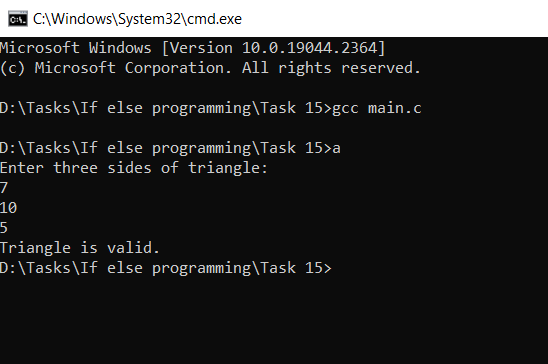 C:\Windows\System32\cmd.exe
Microsoft Windows [Version 10.0.19044.2364]
(c) Microsoft Corporation. All rights reserved.
D:\Tasks\If else programming\Task 15>gcc main.c
D:\Tasks\If else programming\Task 15>a
Enter three sides of triangle:
7
10
5
Triangle is valid.
D:\Tasks\If else programming\Task 15>